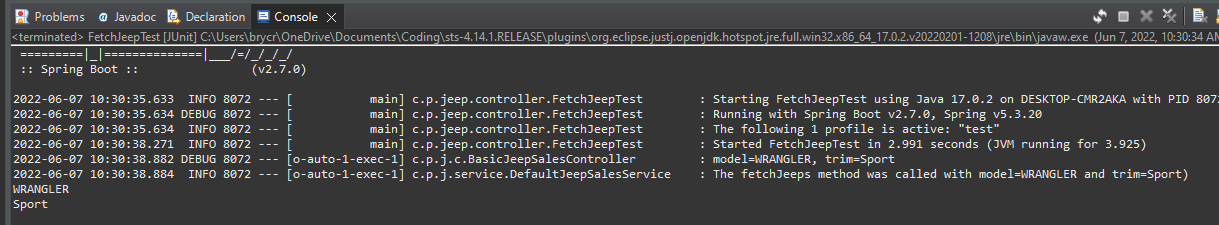 Problems @ Javadoc Declaration Console
<terminated> FetchJeepTest [JUnit] C:\Users\brycr\OneDrive\Documents\Coding\sts-4.14.1.RELEASE\plugins\org.eclipse.justj.openjdk.hotspot.jre.full.win32.x86_64_17.0.2.v20220201-1208\jre\bin\javaw.exe (Jun 7, 2022, 10:30:34 AM
=========|_|==============|___/=/_/_/_/
:: Spring Boot :: (v2.7.0)
2022-06-07 10:30:35.633 INFO 8072 --- [ main] c.p.jeep.controller.FetchJeepTest : Starting FetchJeepTest using Java 17.0.2 on DESKTOP-CMR2AKA with PID 8072
2022-06-07 10:30:35.634 DEBUG 8072 --- [ main] c.p.jeep.controller.FetchJeepTest : Running with Spring Boot v2.7.0, Spring v5.3.20
2022-06-07 10:30:35.634 INFO 8072 --- [ main] c.p.jeep.controller.FetchJeepTest : The following 1 profile is active: "test"
2022-06-07 10:30:38.271 INFO 8072 --- [ main] c.p.jeep.controller.FetchJeepTest : Started FetchJeepTest in 2.991 seconds (JVM running for 3.925)
2022-06-07 10:30:38.882 DEBUG 8072 --- [o-auto-1-exec-1] c.p.j.c.BasicJeepSalesController : model=WRANGLER, trim=Sport
2022-06-07 10:30:38.884 INFO 8072 --- [o-auto-1-exec-1] c.p.j.service.DefaultJeepSalesService : The fetchJeeps method was called with model=WRANGLER and trim=Sport)
WRANGLER
Sport